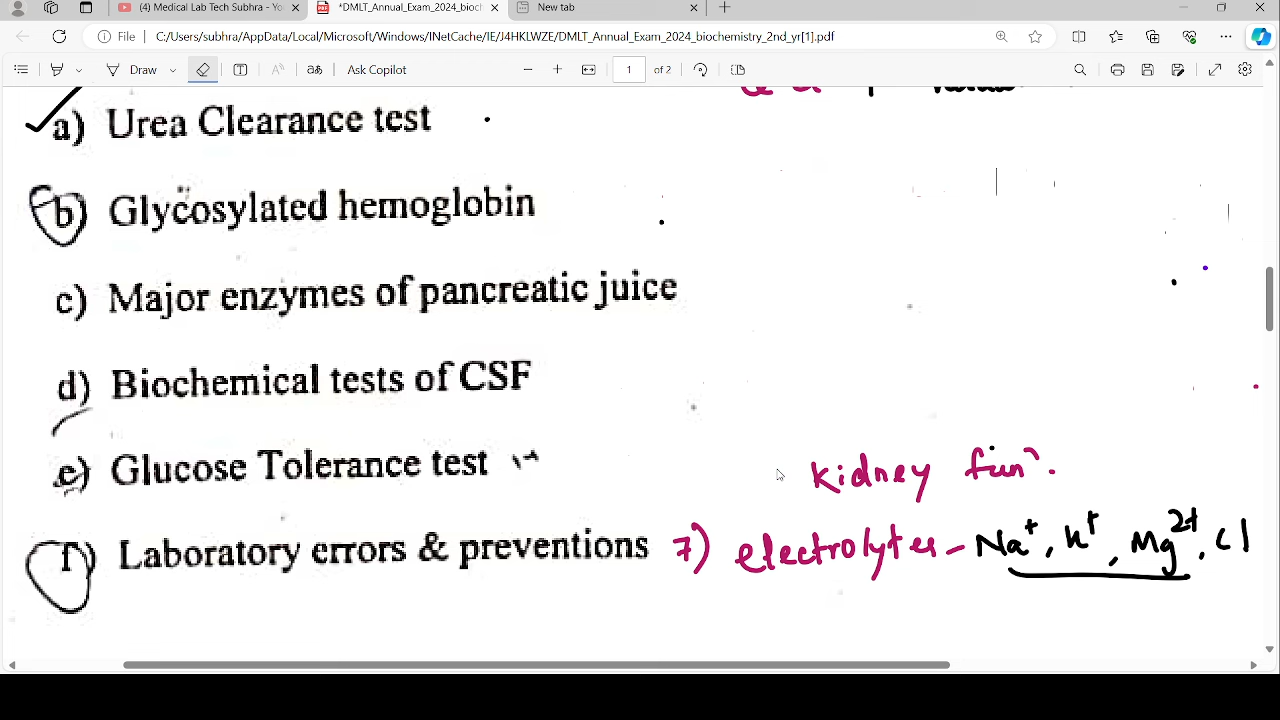 (4) Medical Lab Tech Subhra - Yo
*DMLT_Annual_Exam_2024_bioch
New tab
File
C:/Users/subhra/AppData/Local/Microsoft/Windows/INetCache/IE/J4HKLWZE/DMLT_Annual_Exam_2024_biochemistry_2nd_yr[1].pdf
Draw
Ask Copilot
1 of 2
a) Urea Clearance test
b) Glycosylated hemoglobin
c) Major enzymes of pancreatic juice
d) Biochemical tests of CSF
e) Glucose Tolerance test
kidney fun
f) Laboratory errors & preventions
7) electrolytes - Na+, K+, Mg2+, Cl